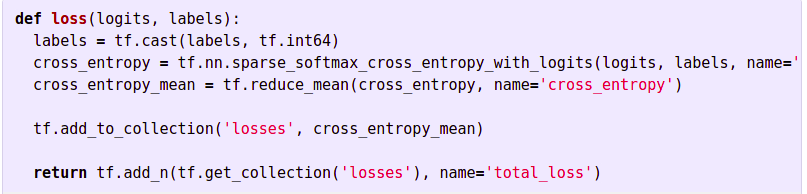 def loss(logits, labels):
  labels = tf.cast(labels, tf.int64)
  cross_entropy = tf.nn.sparse_softmax_cross_entropy_with_logits(logits, labels, name='
  cross_entropy_mean = tf.reduce_mean(cross_entropy, name='cross_entropy')
  tf.add_to_collection('losses', cross_entropy_mean)
  return tf.add_n(tf.get_collection('losses'), name='total_loss')